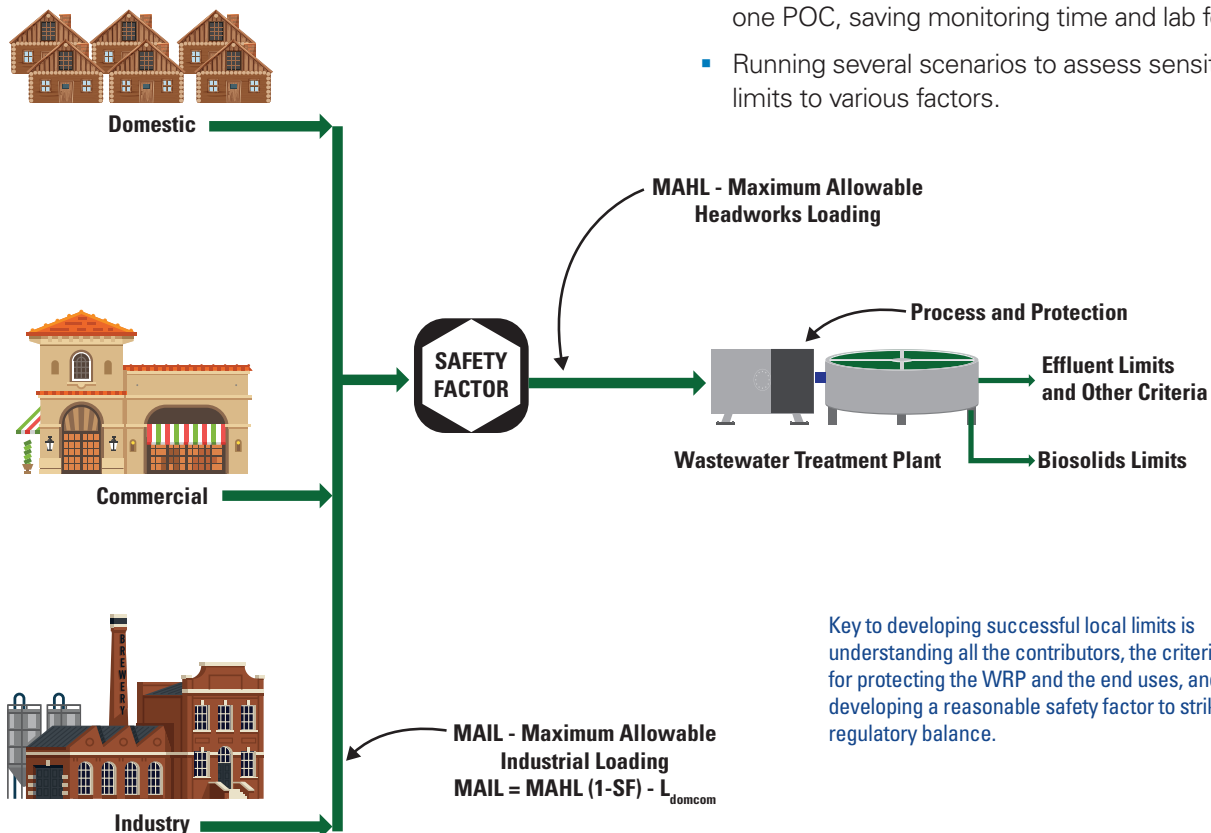 one POC, saving monitoring time and lab
▪ Running several scenarios to assess
limits to various factors.
Domestic
MAHL - Maximum Allowable
Headworks Loading
Process and Protection
SAFETY
FACTOR
Effluent Limits
and Other Criteria
Wastewater Treatment Plant
Biosolids Limits
Commercial
BREWERY
Key to developing successful local limits is
understanding all the contributors, the
for protecting the WRP and the end uses,
developing a reasonable safety factor to
regulatory balance.
MAIL - Maximum Allowable
Industrial Loading
MAIL = MAHL (1-SF) - L_domcom
Industry